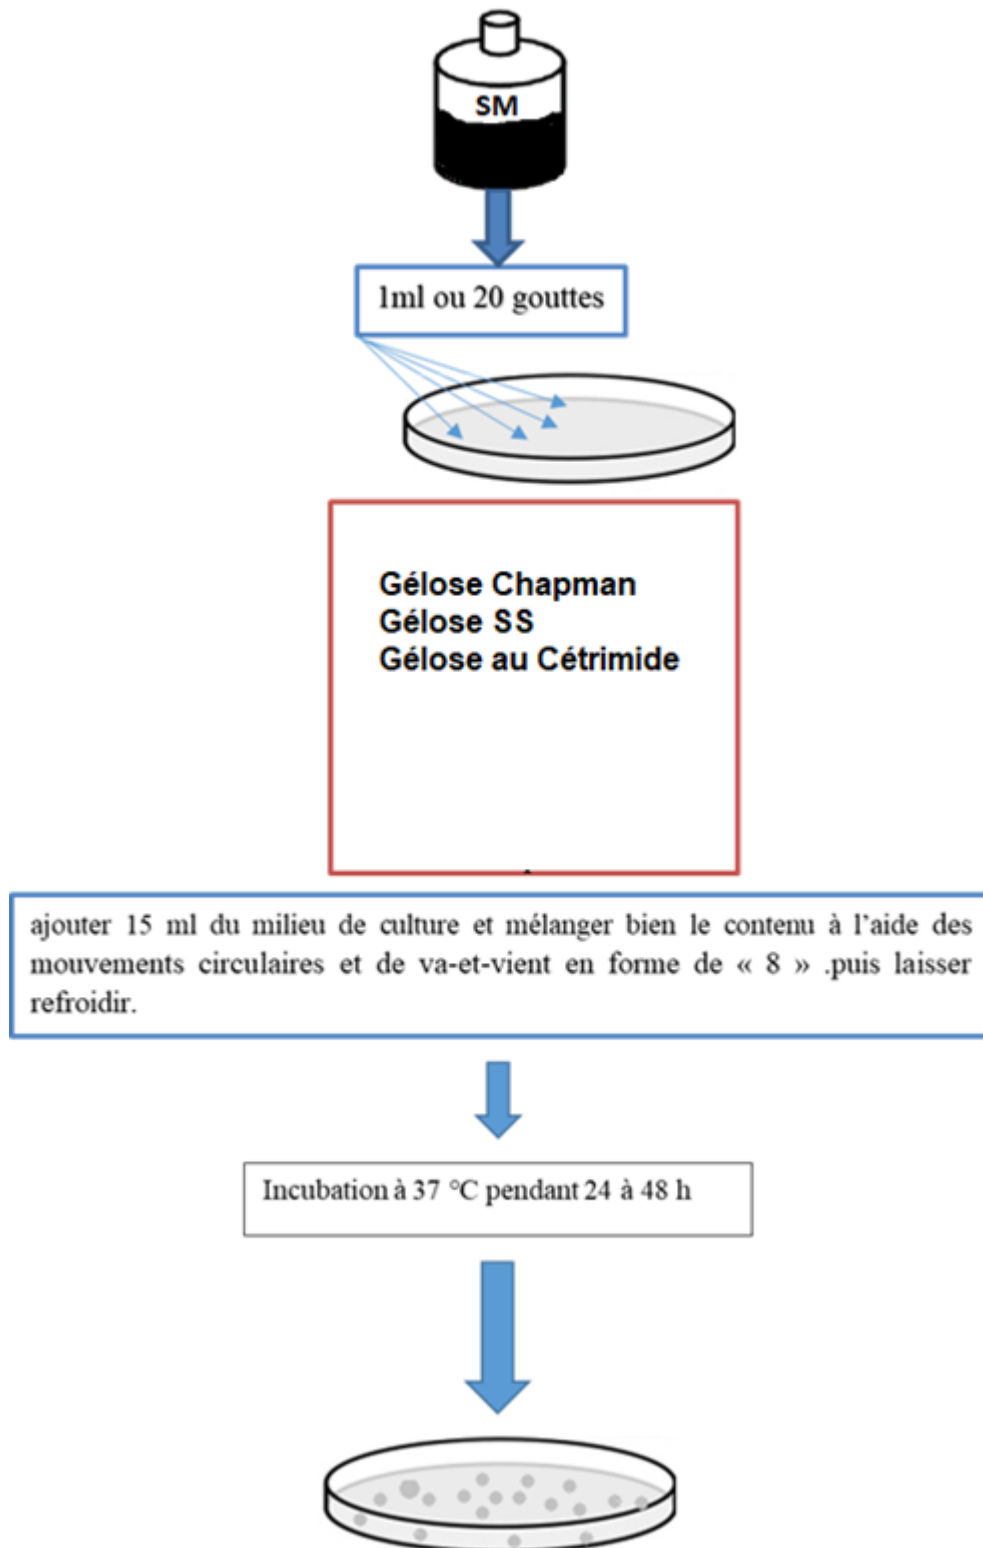 SM
1ml ou 20 gouttes
Gélose Chapman
Gélose SS
Gélose au Cétrimide
ajouter 15 ml du milieu de culture et mélanger bien le contenu à l’aide des
mouvements circulaires et de va-et-vient en forme de « 8 » .puis laisser
refroidir.
Incubation à 37 °C pendant 24 à 48 h